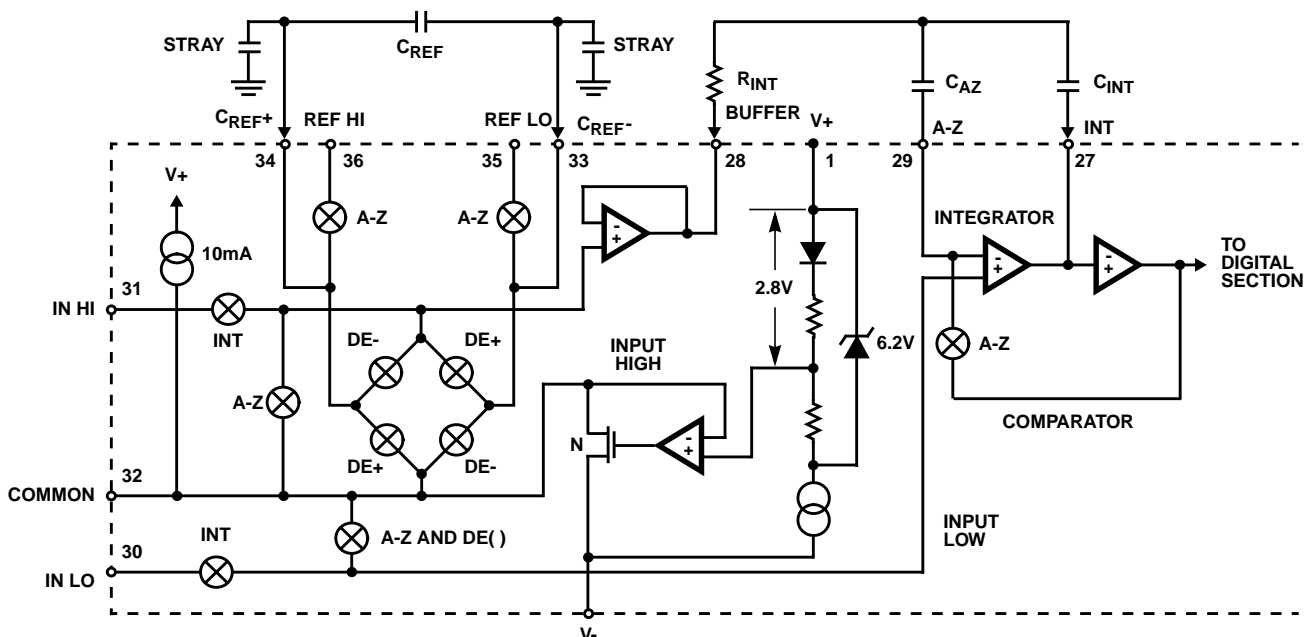 STRAY
CREF
STRAY
RINT
CAZ
CINT
CREF+
REF HI
REF LO
CREF-
BUFFER
V+
A-Z
INT
34
36
35
33
28
1
29
27
V+
10mA
A-Z
A-Z
-
+
2.8V
INTEGRATOR
-
+
-
+
TO
DIGITAL
SECTION
31
IN HI
INT
DE-
DE+
INPUT
HIGH
6.2V
A-Z
A-Z
N
-
+
COMPARATOR
DE+
DE-
32
COMMON
INT
A-Z AND DE( )
INPUT
LOW
30
IN LO
V-